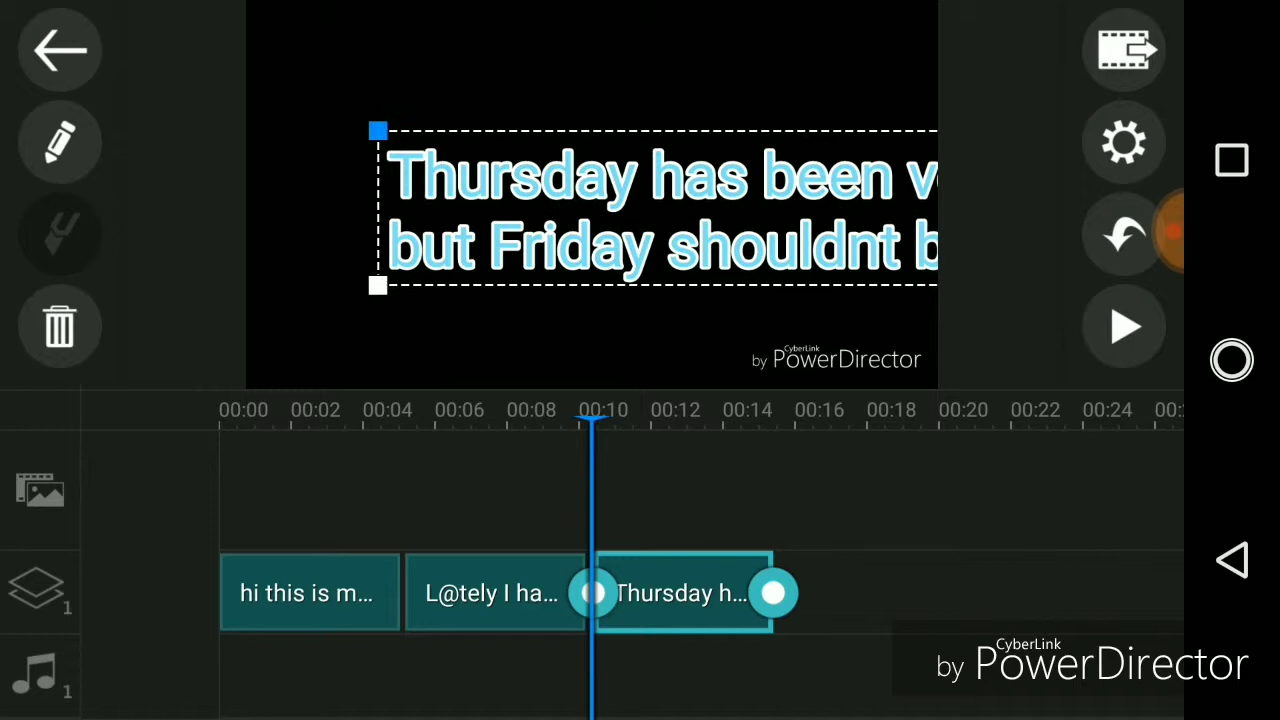 Thursday has been v
but Friday shouldnt b
CyberLink
by PowerDirector
00:00 00:02 00:04 00:06 00:08 00:10 00:12 00:14 00:16 00:18 00:20 00:22 00:24 00:
hi this is m... L@tely I ha... Thursday h...
1
CyberLink
by PowerDirector
1